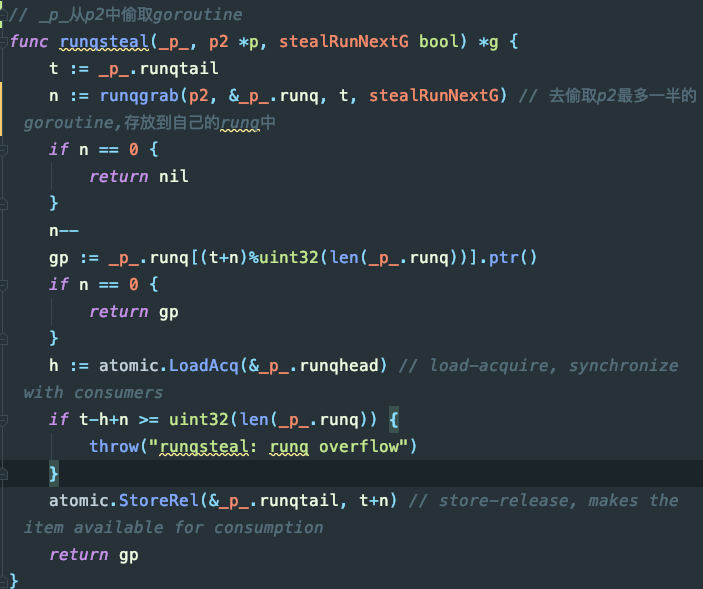 // _p_从p2中偷取goroutine
func runqsteal(_p_, p2 *p, stealRunNextG bool) *g {
t := _p_.runqtail
n := runqgrab(p2, &_p_.runq, t, stealRunNextG) // 去偷取p2最多一半的
goroutine,存放到自己的runq中
if n == 0 {
return nil
}
n--
gp := _p_.runq[(t+n)%uint32(len(_p_.runq))].ptr()
if n == 0 {
return gp
}
h := atomic.LoadAcq(&_p_.runqhead) // load-acquire, synchronize
with consumers
if t-h+n >= uint32(len(_p_.runq)) {
throw("runqsteal: runq overflow")
}
atomic.StoreRel(&_p_.runqtail, t+n) // store-release, makes the
item available for consumption
return gp
}